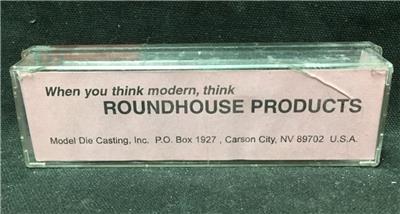 When you think modern, think
ROUNDHOUSE PRODUCTS
Model Die Casting, Inc. P.O. Box 1927 , Carson City, NV 89702 U.S.A.